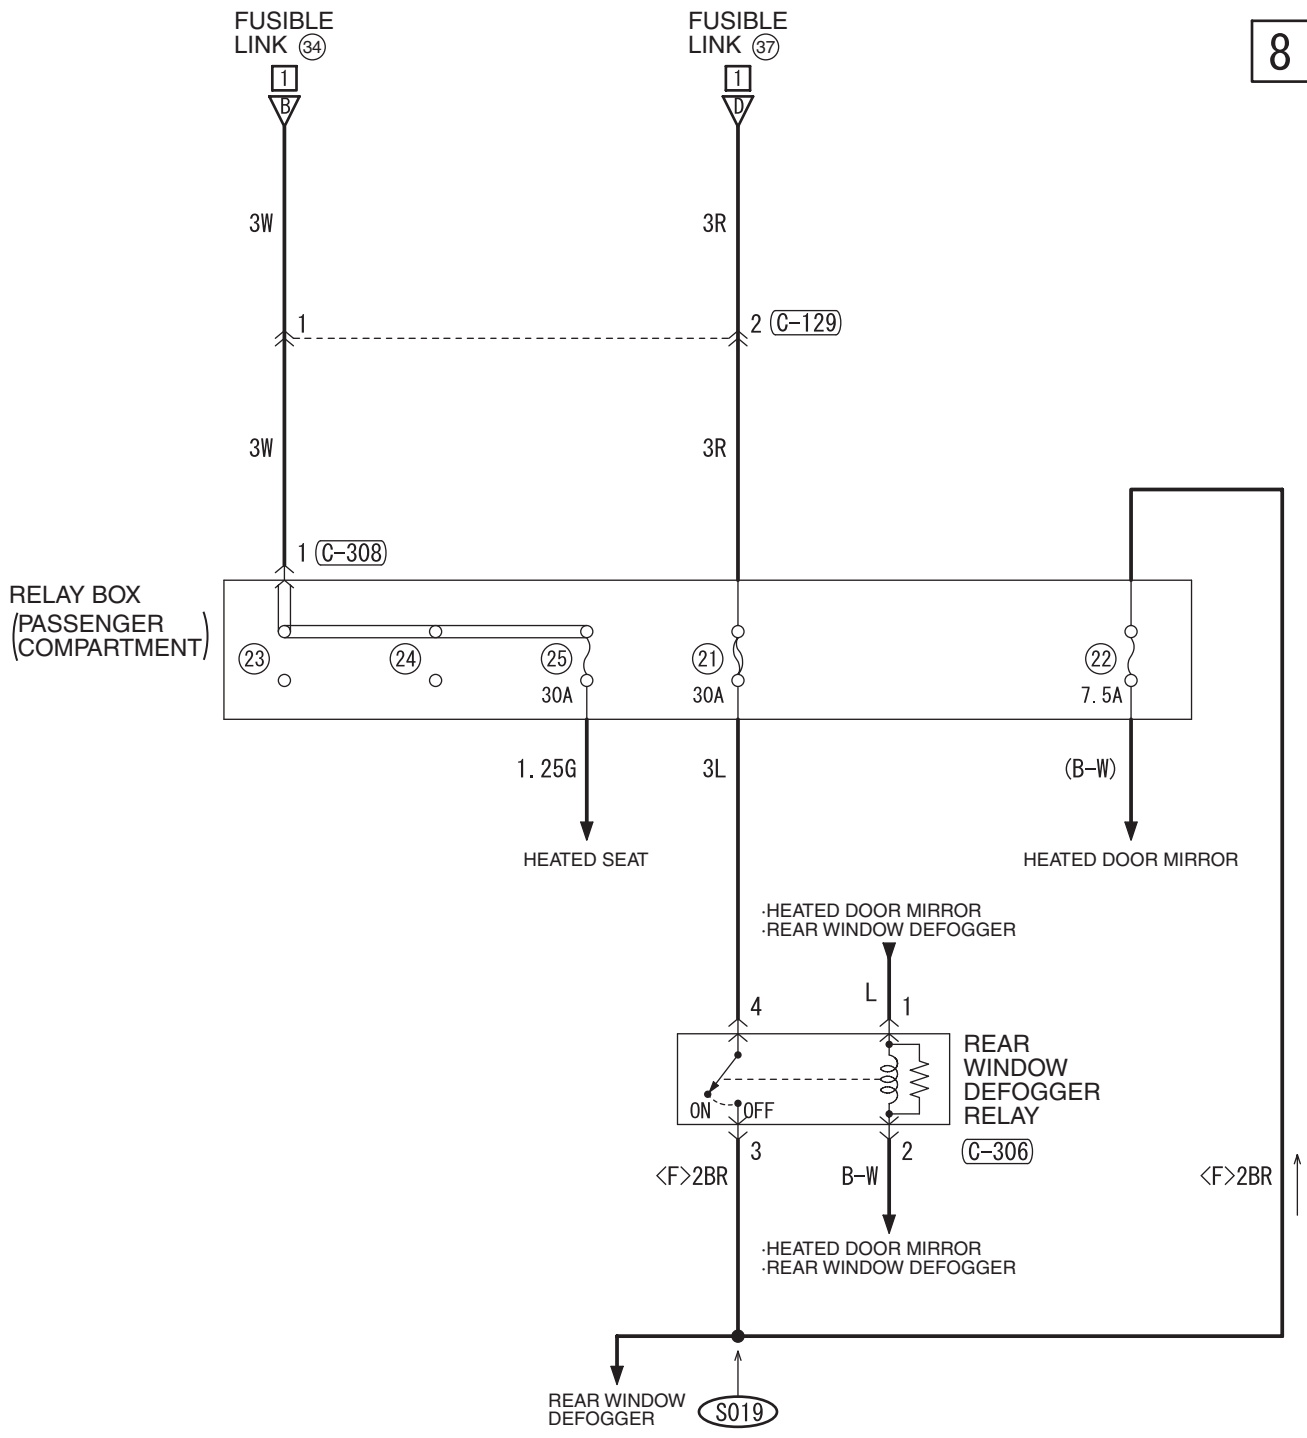 FUSIBLE
LINK 34
1
B
FUSIBLE
LINK 37
1
D
8
3W
3R
1
2 C-129
3W
3R
1 C-308
RELAY BOX
(PASSENGER
COMPARTMENT)
23
24
25
30A
21
30A
22
7.5A
1.25G
3L
(B-W)
HEATED SEAT
HEATED DOOR MIRROR
·HEATED DOOR MIRROR
·REAR WINDOW DEFOGGER
L
4
1
REAR
WINDOW
DEFOGGER
RELAY
ON
OFF
3
2
C-306
<F>2BR
B-W
<F>2BR
·HEATED DOOR MIRROR
·REAR WINDOW DEFOGGER
REAR WINDOW
DEFOGGER
S019